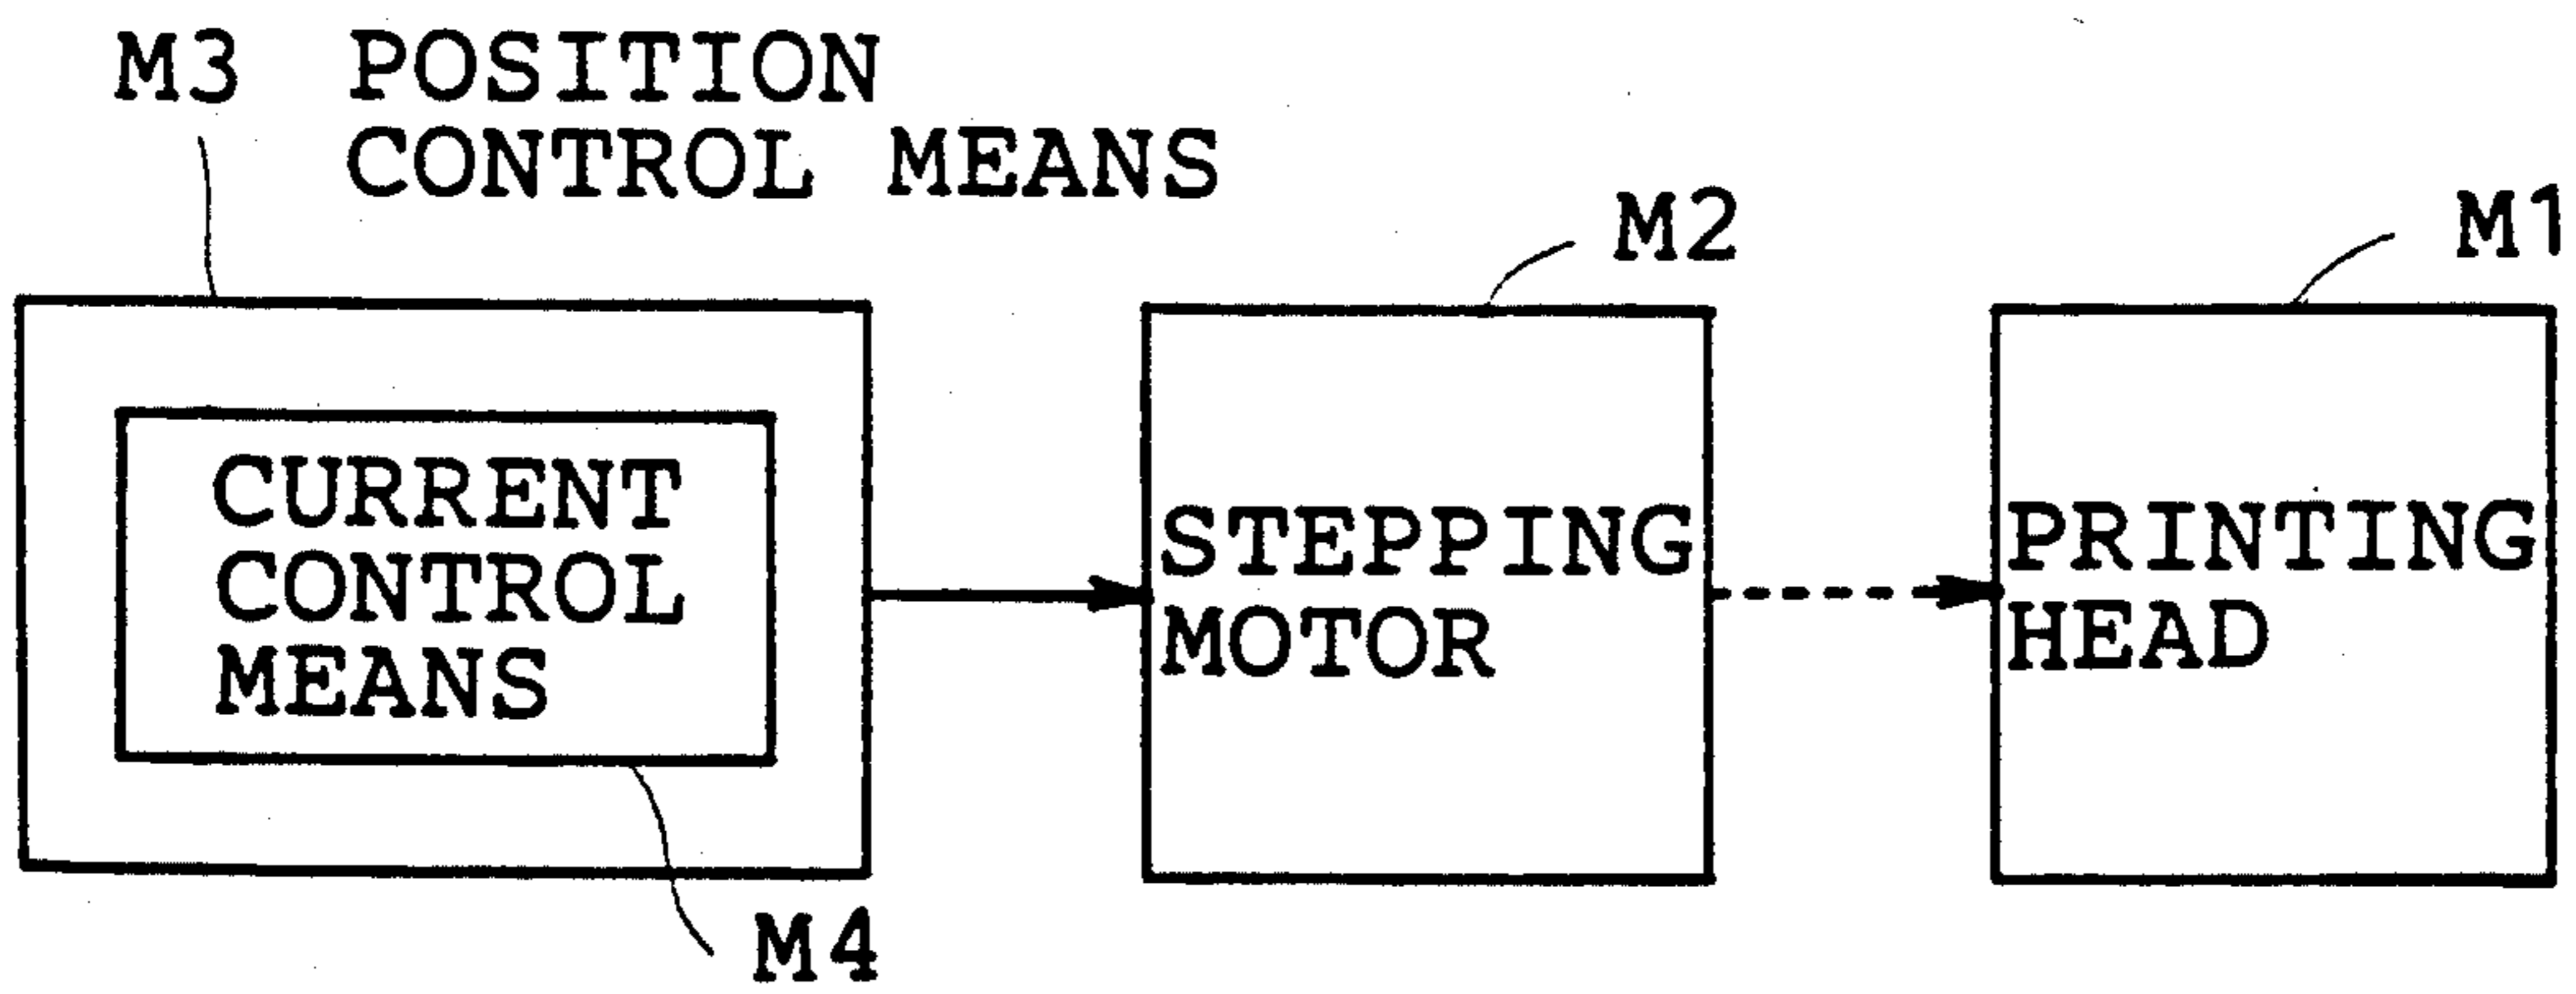 M3 POSITION
CONTROL MEANS
M2
M1
CURRENT
CONTROL
MEANS
STEPPING
MOTOR
PRINTING
HEAD
M4